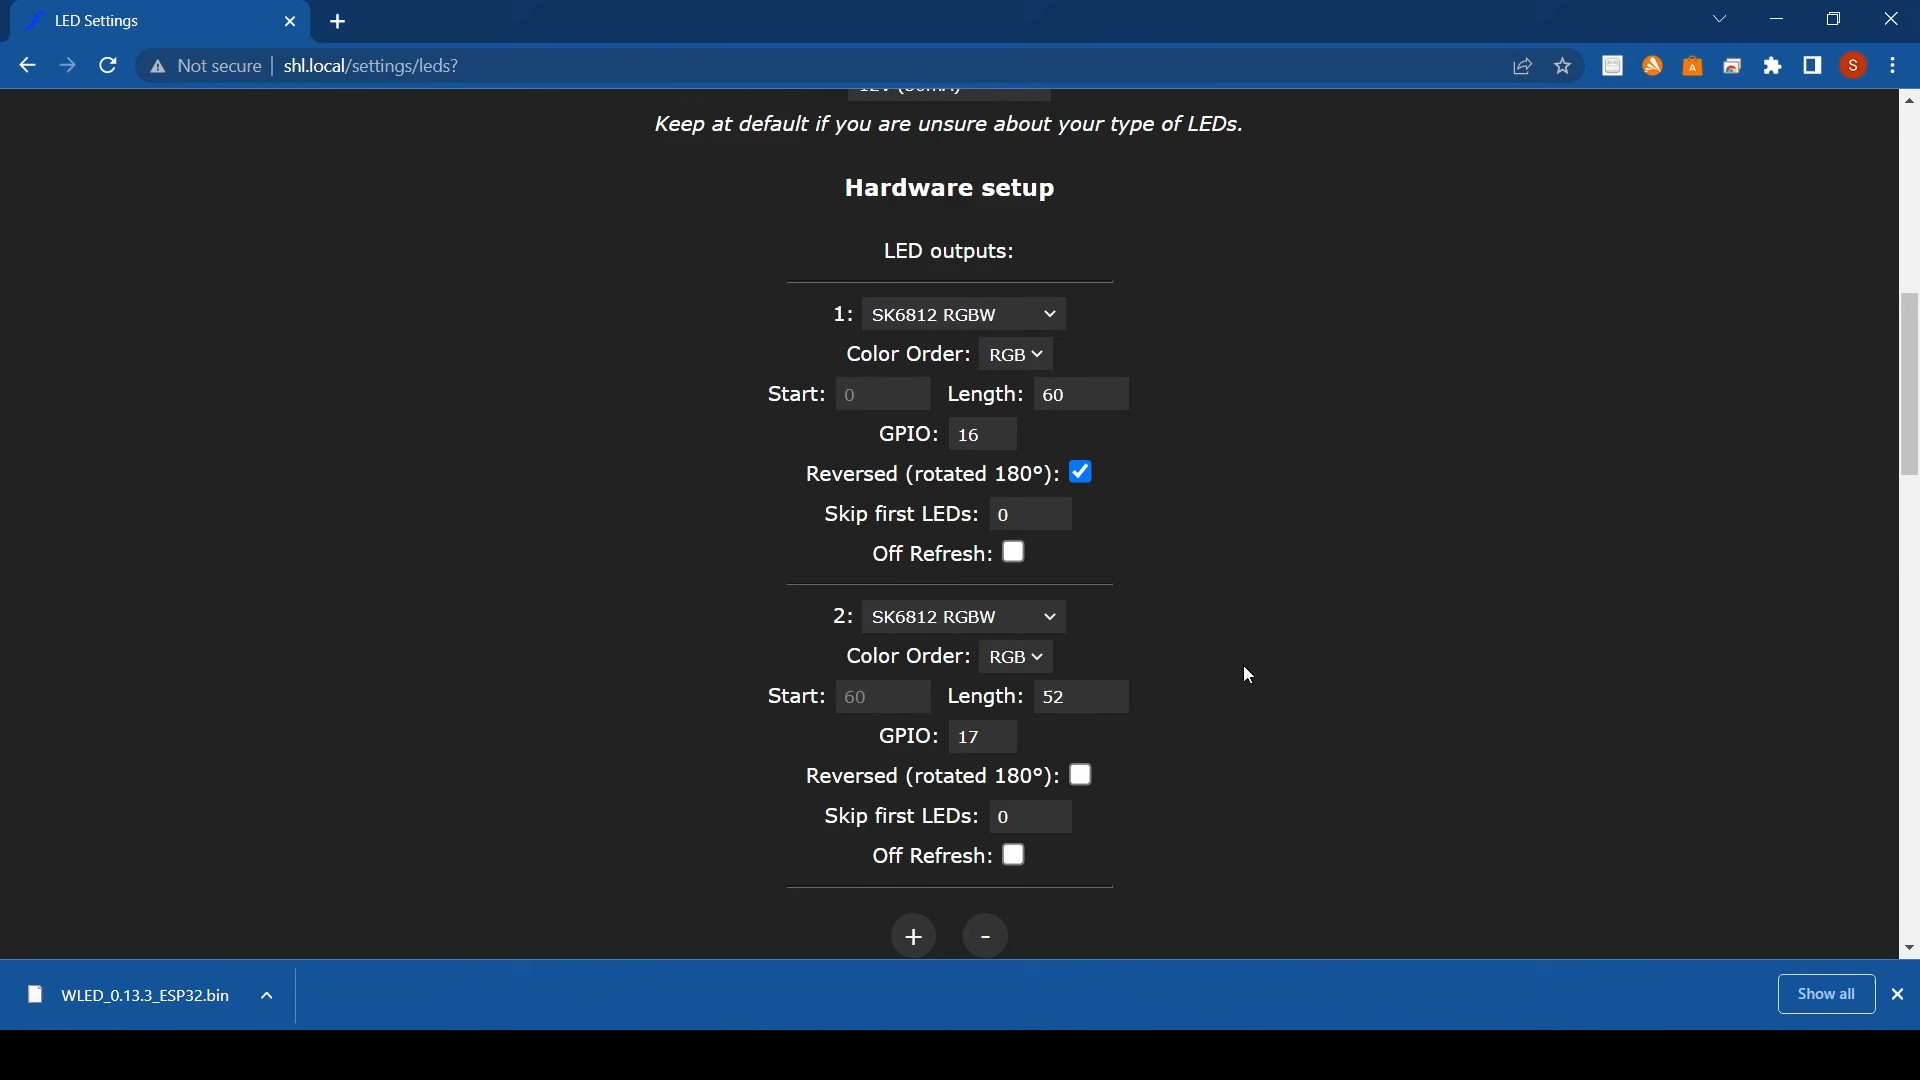 LED Settings
Not secure | shl.local/settings/leds?
S
Keep at default if you are unsure about your type of LEDs.
Hardware setup
LED outputs:
1: SK6812 RGBW
Color Order: RGB
Start: 0 Length: 60
GPIO: 16
Reversed (rotated 180°):
Skip first LEDs: 0
Off Refresh:
2: SK6812 RGBW
Color Order: RGB
Start: 60 Length: 52
GPIO: 17
Reversed (rotated 180°):
Skip first LEDs: 0
Off Refresh:
+ -
WLED_0.13.3_ESP32.bin
Show all